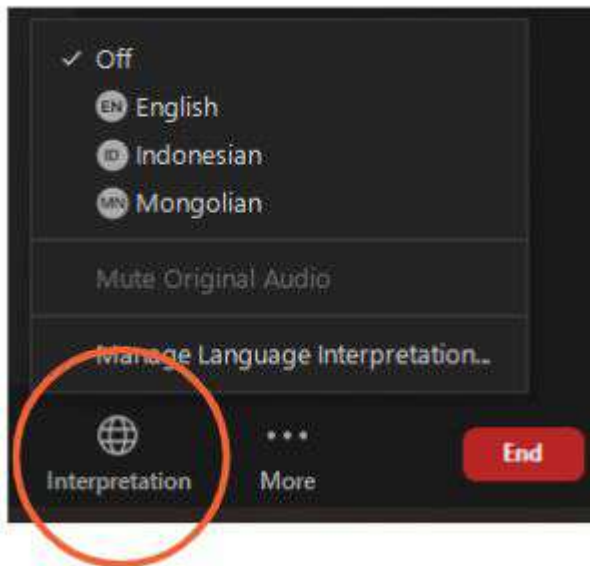 ✓ Off
EN English
ID Indonesian
MN Mongolian
Mute Original Audio
Manage Language Interpretation...
Interpretation
More
End